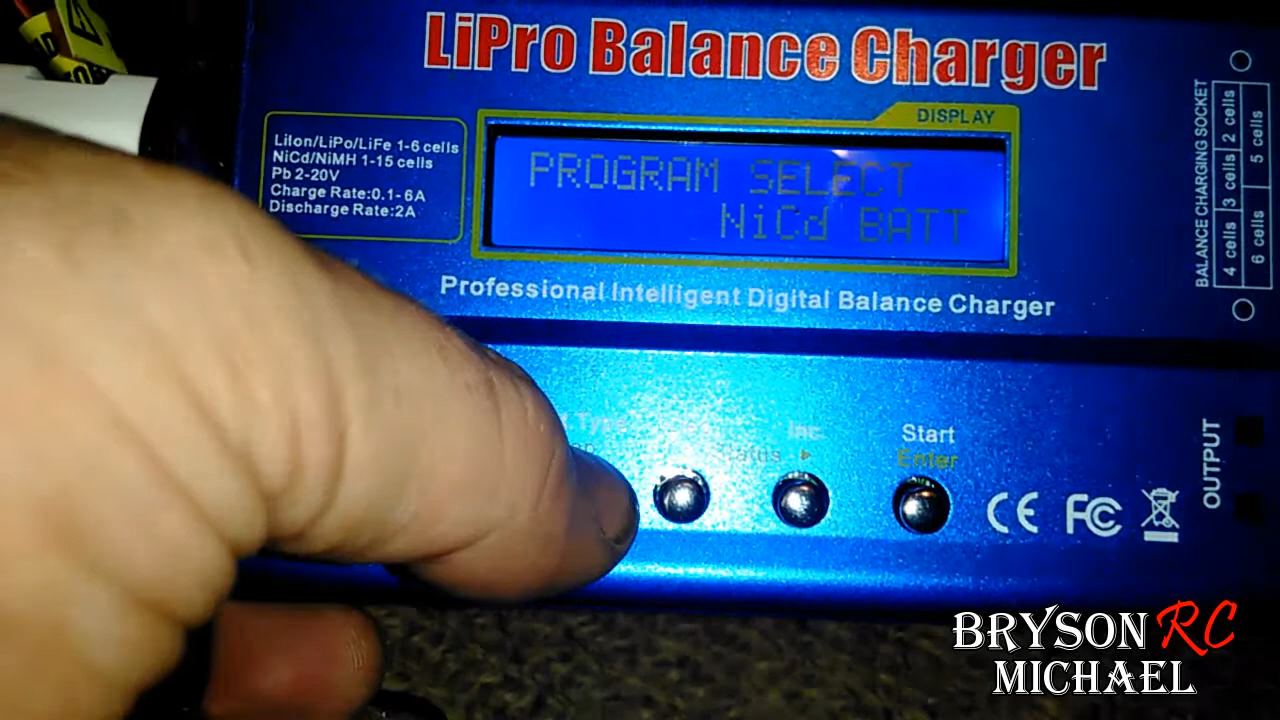 LiPro Balance Charger
DISPLAY
LiIon/LiPo/LiFe 1-6 cells
NiCd/NiMH 1-15 cells
Pb 2-20V
Charge Rate:0.1- 6A
Discharge Rate:2A
PROGRAM SELECT
NiCd BATT
Professional Intelligent Digital Balance Charger
BALANCE CHARGING SOCKET
4 cells 3 cells 2 cells
6 cells 5 cells
Type
Inc.
Start
Enter
OUTPUT
CE FC
BRYSON RC
MICHAEL